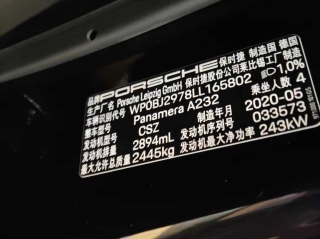 品牌 PORSCHE 保时捷 制造国 德国
生产厂名 Porsche Leipzig GmbH 保时捷股份公司莱比锡工厂
车辆识别代号 WP0BJ2978LL165802 10%
整车型号 Panamera A232 乘坐人数 4
发动机型号 CSZ 制造年月 2020-05
发动机排量 2894mL 发动机序列号 033573
最大允许总质量 2445kg 发动机最大净功率 243kW